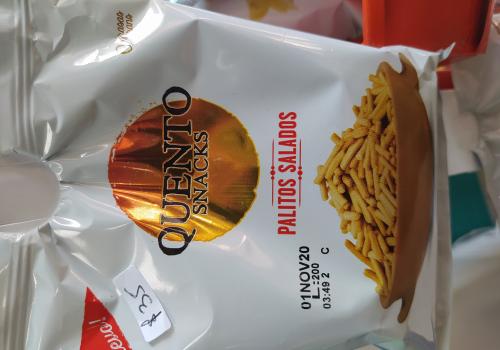 QUENTO
SNACKS
PALITOS SALADOS
01NOV20
L:200
03:49 2 C
$35